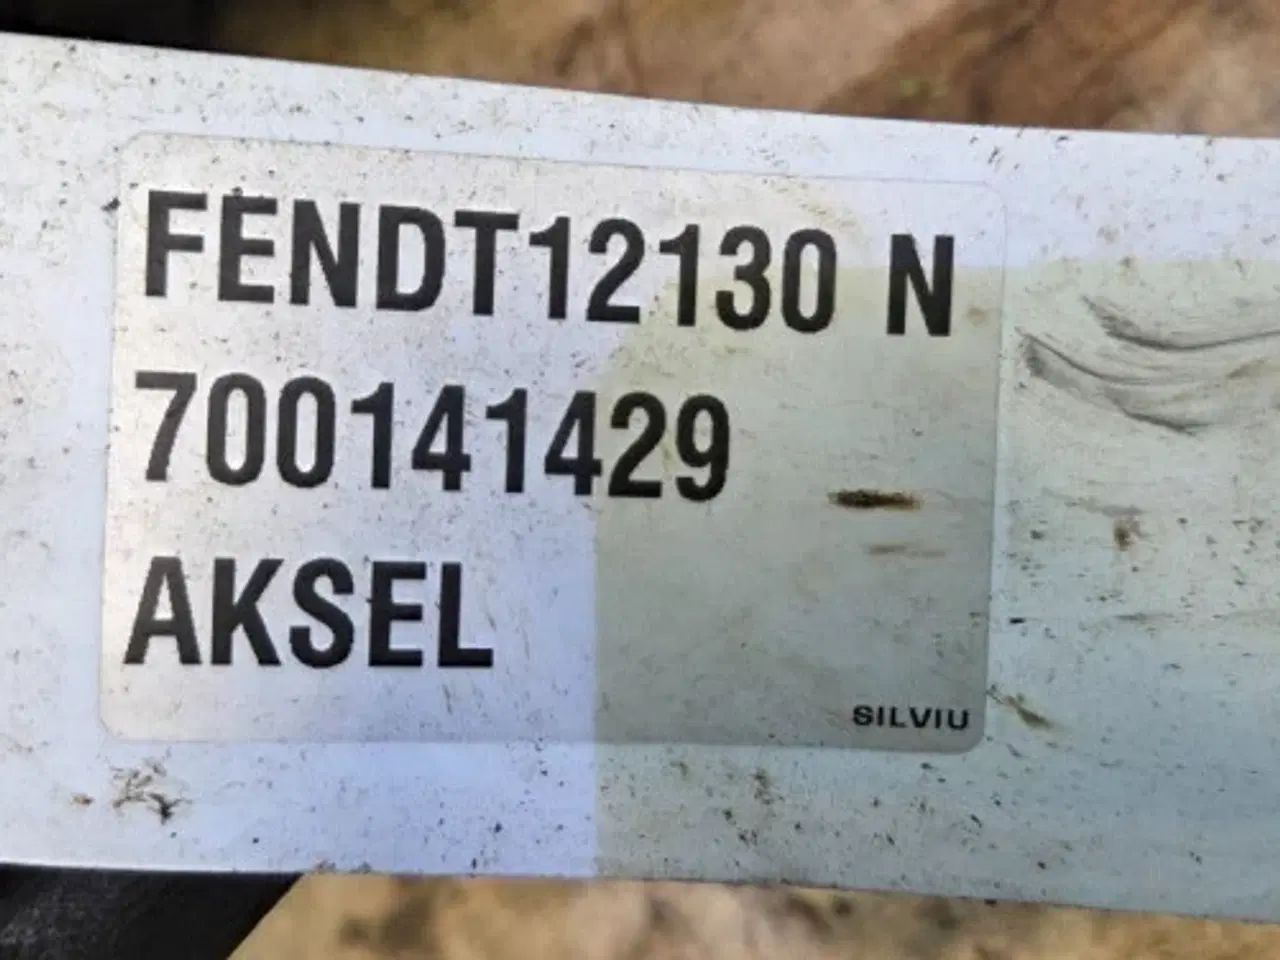 FENDT12130 N
700141429
AKSEL
SILVIU